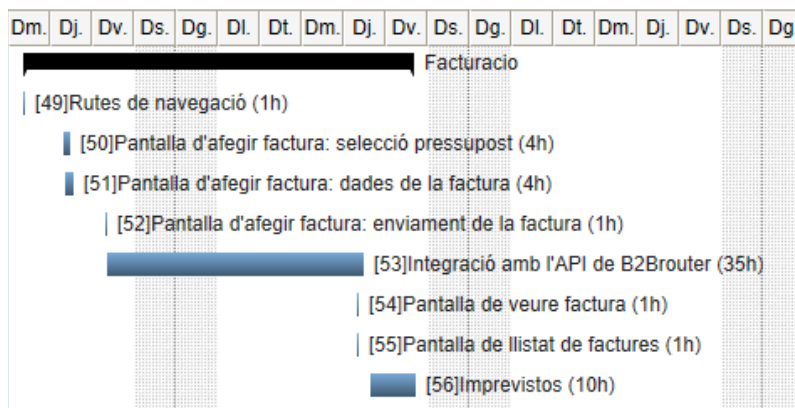 Dm. Dj. Dv. Ds. Dg. Dl. Dt. Dm. Dj. Dv. Ds. Dg. Dl. Dt. Dm. Dj. Dv. Ds. Dg.
Facturacio
[49]Rutes de navegació (1h)
[50]Pantalla d'afegir factura: selecció pressupost (4h)
[51]Pantalla d'afegir factura: dades de la factura (4h)
[52]Pantalla d'afegir factura: enviament de la factura (1h)
[53]Integració amb l'API de B2Brouter (35h)
[54]Pantalla de veure factura (1h)
[55]Pantalla de llistat de factures (1h)
[56]Imprevistos (10h)